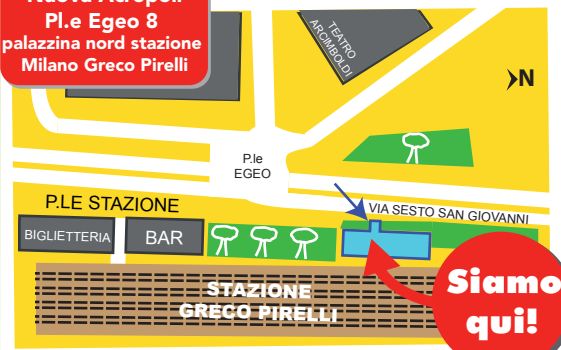 Nuova Acropoli
Pl.e Egeo 8
palazzina nord stazione
Milano Greco Pirelli
TEATRO
ARCIMBOLDI
N
P.le
EGEO
P.LE STAZIONE
VIA SESTO SAN GIOVANNI
BIGLIETTERIA
BAR
STAZIONE
GRECO PIRELLI
Siamo
qui!